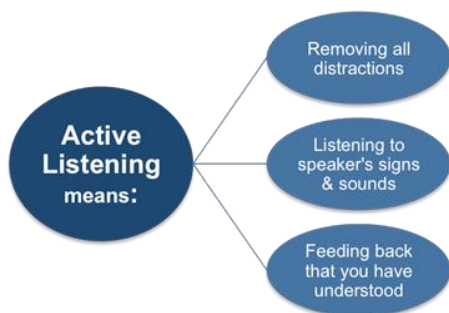 Active
Listening
means:
Removing all
distractions
Listening to
speaker's signs
& sounds
Feeding back
that you have
understood